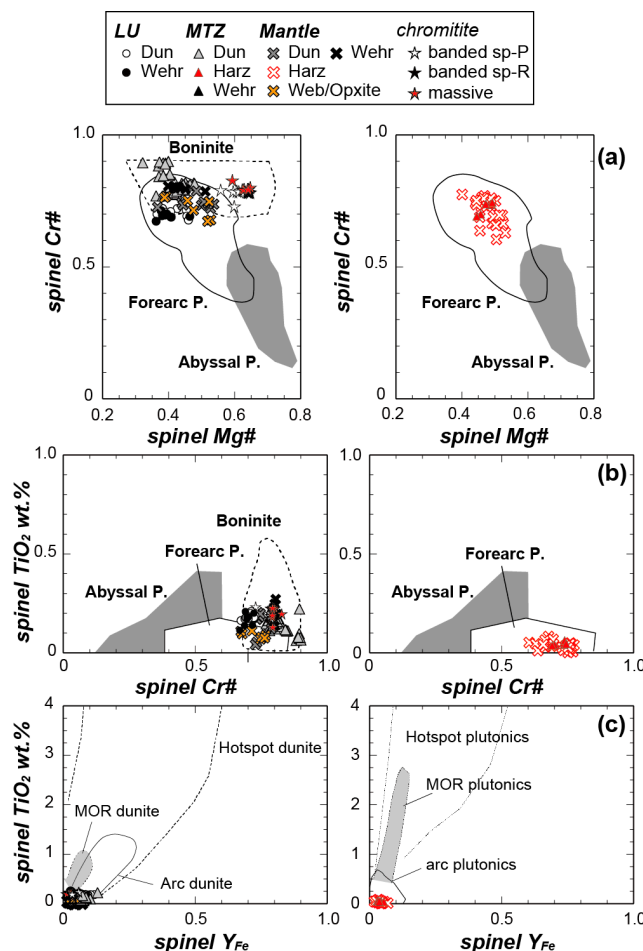 LU MTZ Mantle chromitite
Dun Dun Dun Wehr banded sp-P
Wehr Harz Harz banded sp-R
Wehr Web/Opxite massive
Boninite
(a)
Forearc P.
Abyssal P.
Forearc P.
Abyssal P.
spinel Cr#
1.0
0.5
0
1.0
0.5
0
0.2 0.4 0.6 0.8
0.2 0.4 0.6 0.8
spinel Mg# spinel Mg#
spinel TiO2 wt.%
1.0
0.5
0
1.0
0.5
0
Boninite
Forearc P.
Abyssal P.
(b)
Forearc P.
Abyssal P.
0 0.5 1.0
0 0.5 1.0
spinel Cr# spinel Cr#
spinel TiO2 wt.%
4
3
2
1
0
4
3
2
1
0
Hotspot dunite
MOR dunite
Arc dunite
(c)
Hotspot plutonics
MOR plutonics
arc plutonics
0 0.5 1.0
0 0.5 1.0
spinel YFe spinel YFe